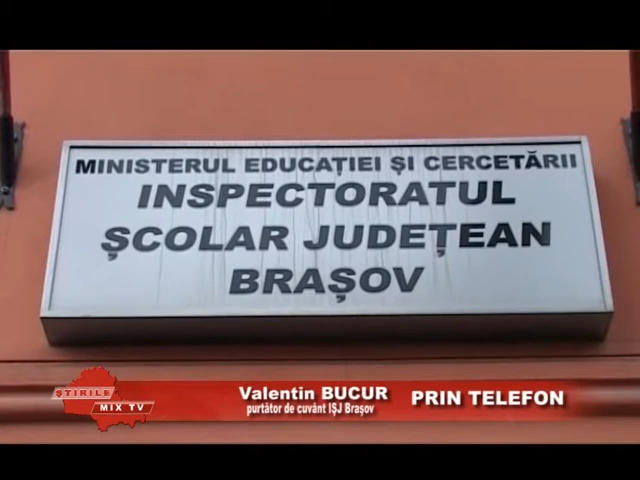 MINISTERUL EDUCAȚIEI ȘI CERCETĂRII
INSPECTORATUL
ȘCOLAR JUDEȚEAN
BRAȘOV
ȘTIRILE
MIX TV
Valentin BUCUR
purtător de cuvânt IȘJ Brașov
PRIN TELEFON